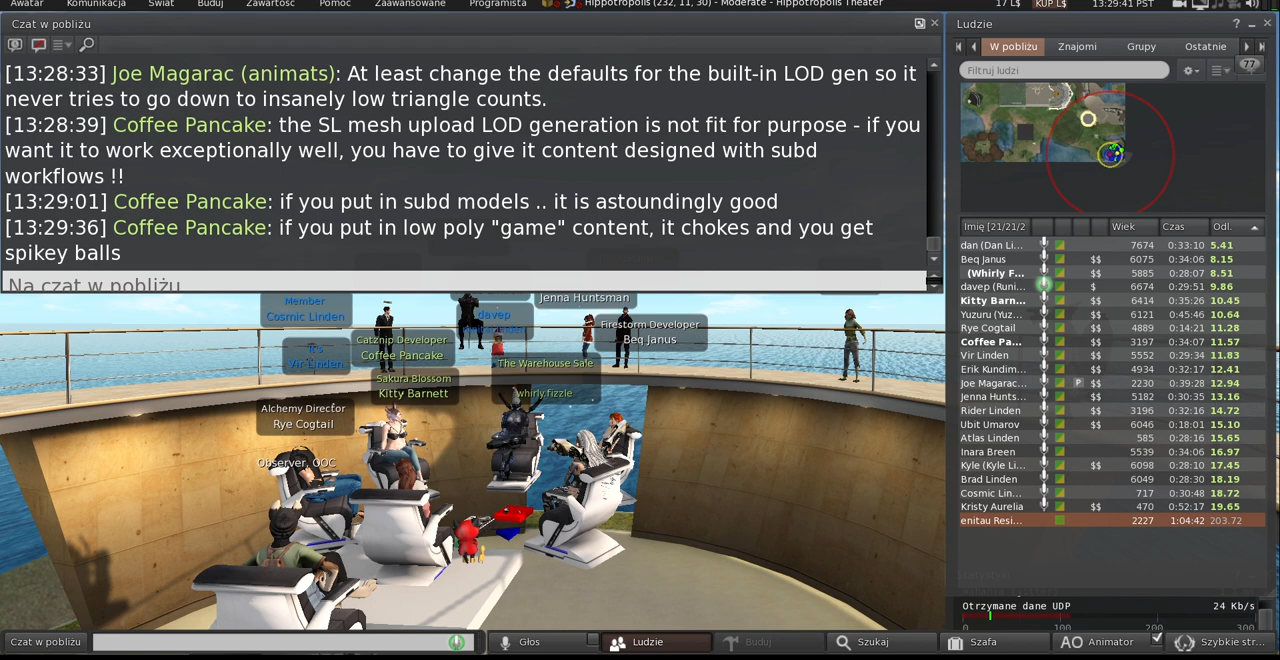 Awatar Komunikacja Świat Buduj Zawartość Pomoc Zaawansowane Programista Hippotropolis (232, 11, 30) - Moderate - Hippotropolis Theater 17 L$ KUP L$ 13:29:41 PST
Czat w pobliżu
[13:28:33] Joe Magarac (animats): At least change the defaults for the built-in LOD gen so it
never tries to go down to insanely low triangle counts.
[13:28:39] Coffee Pancake: the SL mesh upload LOD generation is not fit for purpose - if you
want it to work exceptionally well, you have to give it content designed with subd
workflows !!
[13:29:01] Coffee Pancake: if you put in subd models .. it is astoundingly good
[13:29:36] Coffee Pancake: if you put in low poly "game" content, it chokes and you get
spikey balls
Na czat w pobliżu
Member
Cosmic Linden
It's
Vir Linden
Catznip Developer
Coffee Pancake
Sakura Blossom
Kitty Barnett
Alchemy Director
Rye Cogtail
Observer, OOC
davep
Jenna Huntsman
Firestorm Developer
Beq Janus
The Warehouse Sale
whirly.fizzle
Ludzie
W pobliżu Znajomi Grupy Ostatnie
77
Filtruj ludzi
Imię [21/21/2 Wiek Czas Odl.
dan (Dan Li... 7674 0:33:10 5.41
Beq Janus $$ 6075 0:34:06 8.15
(Whirly F... $$ 5885 0:28:07 8.51
davep (Runi... $ 6674 0:29:51 9.86
Kitty Barn... $$ 6414 0:35:26 10.45
Yuzuru (Yuz... $$ 6121 0:45:46 10.64
Rye Cogtail $$ 4889 0:14:21 11.28
Coffee Pa... $$ 3197 0:34:07 11.57
Vir Linden $$ 5552 0:29:34 11.83
Erik Kundim... $$ 4934 0:32:17 12.41
Joe Magarac... P $$ 2230 0:39:28 12.94
Jenna Hunts... $$ 5182 0:30:35 13.16
Rider Linden $$ 3196 0:32:16 14.72
Ubit Umarov $$ 6046 0:18:01 15.10
Atlas Linden 585 0:28:16 15.65
Inara Breen 5539 0:34:06 16.97
Kyle (Kyle Li... $$ 6098 0:28:10 17.45
Brad Linden 6049 0:28:30 18.19
Cosmic Lin... 717 0:30:48 18.72
Kristy Aurelia $$ 470 0:52:17 19.65
enitau Resi... 2227 1:04:42 203.72
Otrzymane dane UDP 24 Kb/s
0 100 200 300
Czat w pobliżu Głos Ludzie Buduj Szukaj Szafa AO Animator Szybkie str...